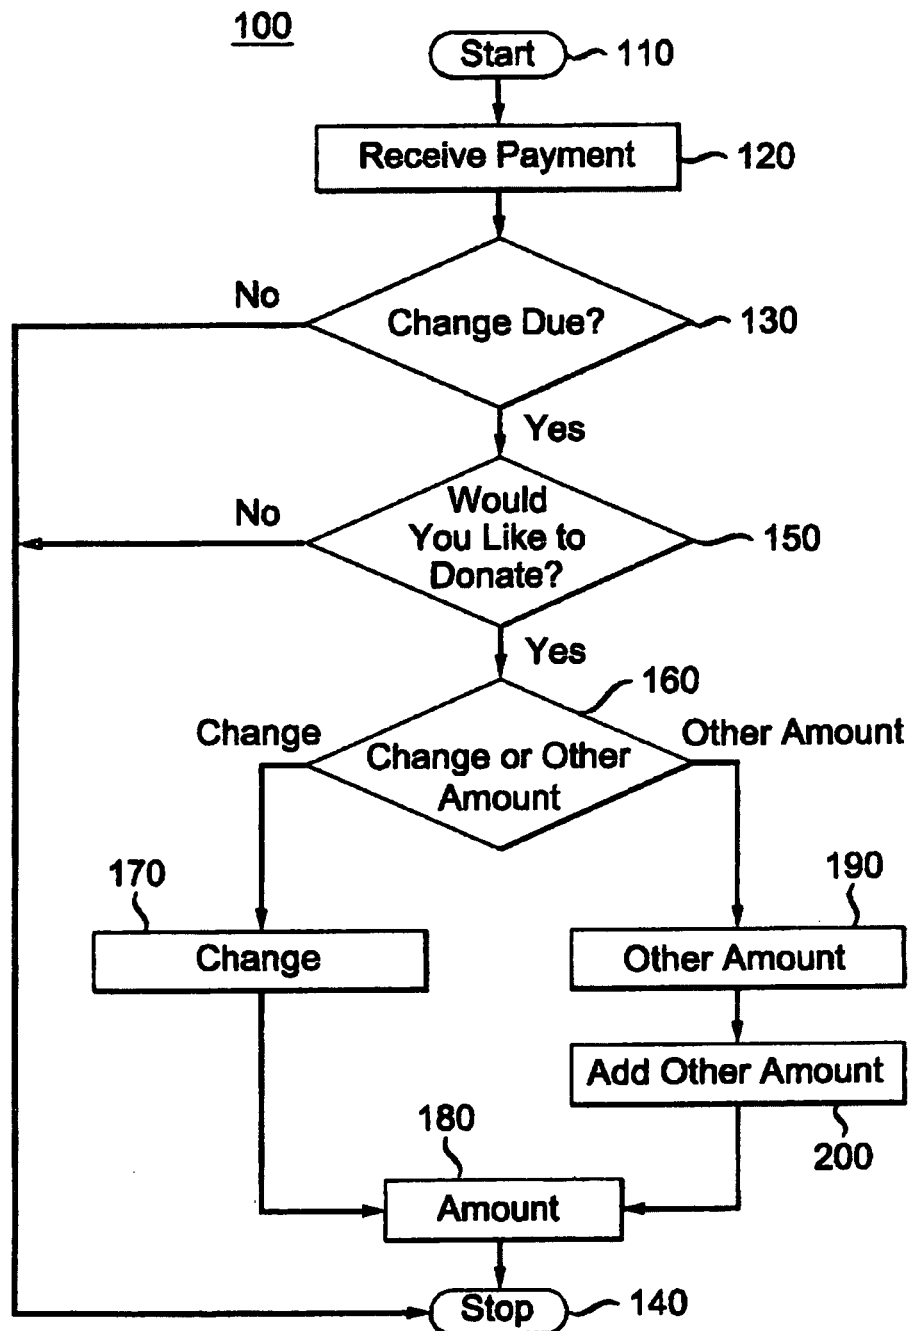 100
Start
110
Receive Payment
120
No
Change Due?
130
Yes
No
Would
You Like to
Donate?
150
Yes
160
Change
Other Amount
Change or Other
Amount
170
190
Change
Other Amount
Add Other Amount
180
200
Amount
Stop
140